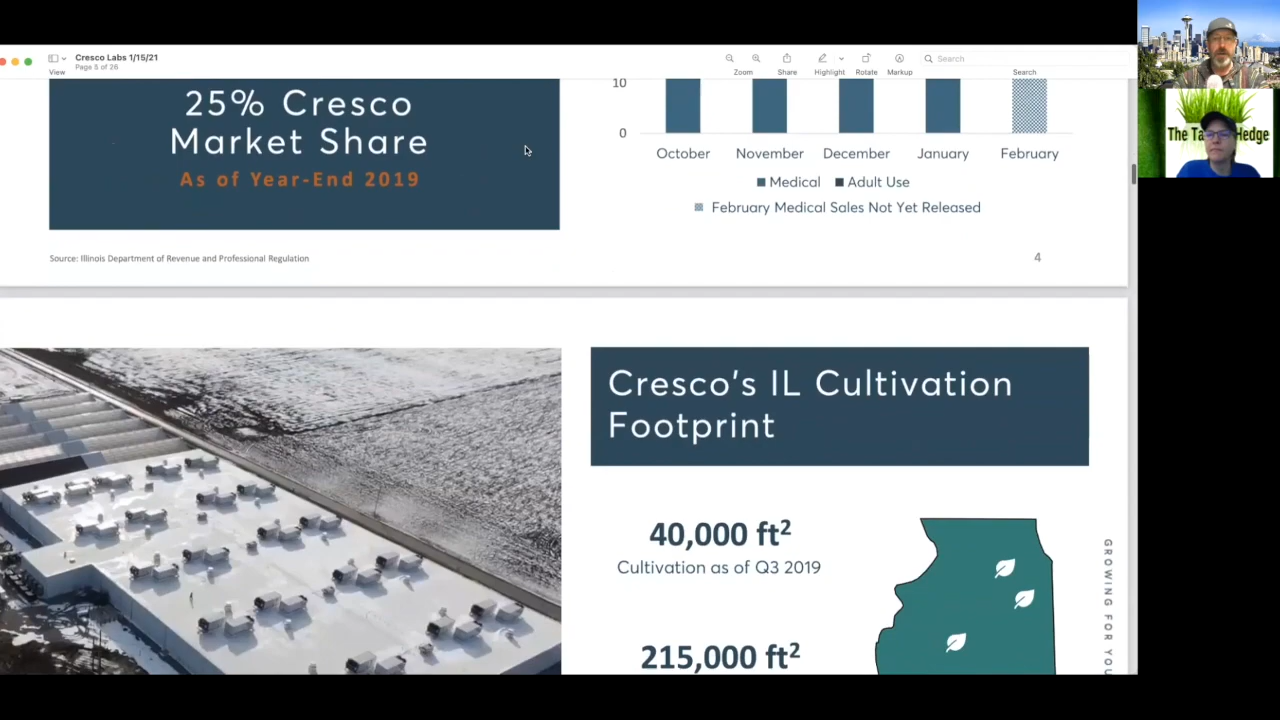 Cresco Labs 1/15/21
Page 5 of 26
View
Zoom
Share
Highlight
Rotate
Markup
Search
Search
25% Cresco
Market Share
As of Year-End 2019
10
0
October November December January February
Medical Adult Use
February Medical Sales Not Yet Released
Source: Illinois Department of Revenue and Professional Regulation
4
Cresco's IL Cultivation
Footprint
40,000 ft²
Cultivation as of Q3 2019
215,000 ft²
GROWING FOR YOU
The